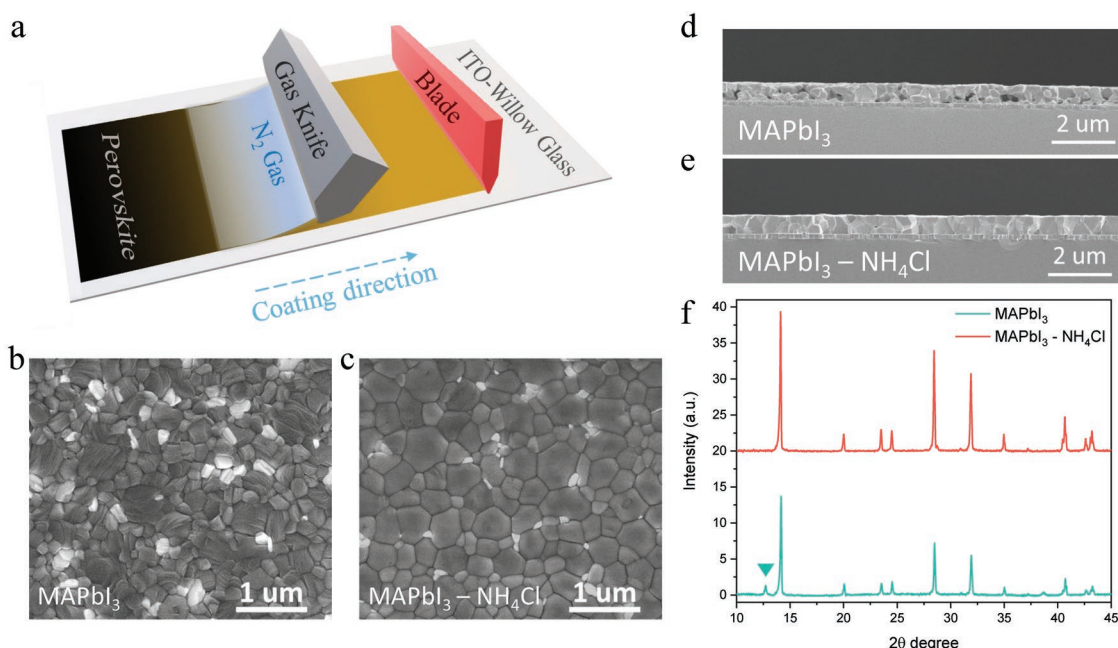 a
Gas Knife
Blade
ITO-Willow Glass
N₂ Gas
Perovskite
Coating direction
b
MAPbI₃
1 um
c
MAPbI₃ – NH₄Cl
1 um
d
MAPbI₃
2 um
e
MAPbI₃ – NH₄Cl
2 um
f
MAPbI₃
MAPbI₃ - NH₄Cl
Intensity (a.u.)
40
35
30
25
20
15
10
5
0
10 15 20 25 30 35 40 45
2θ degree